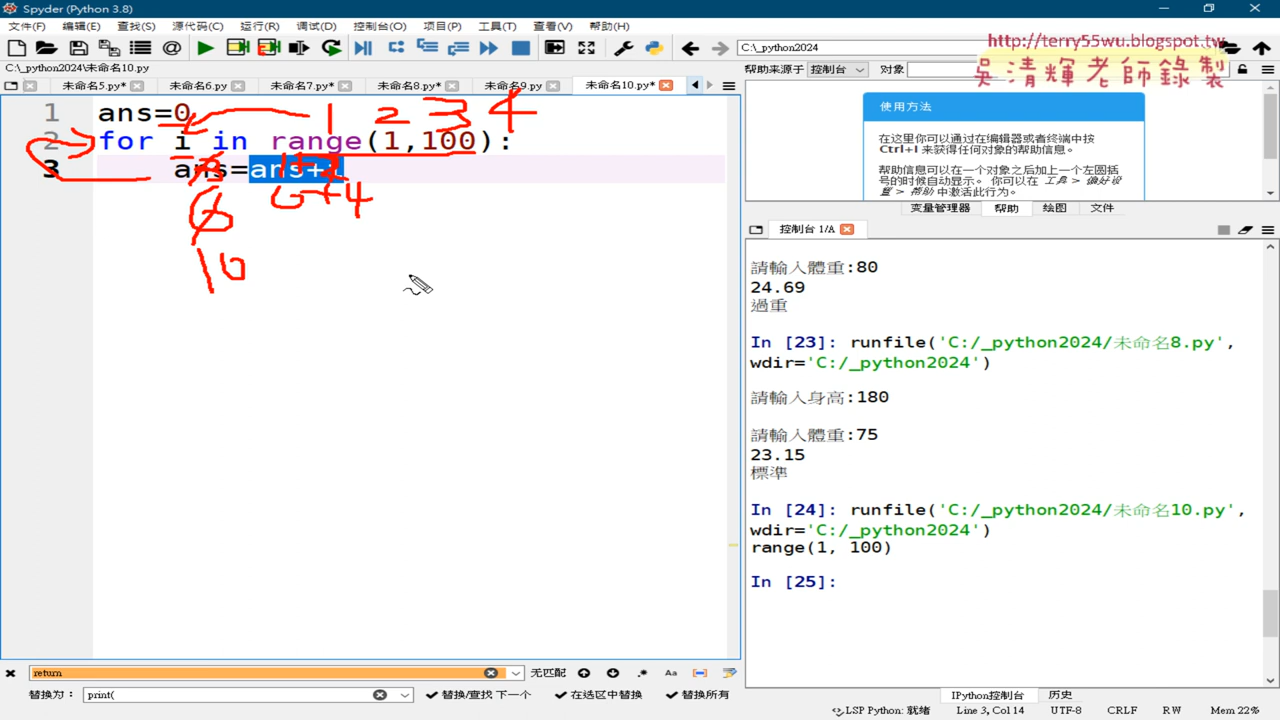 Spyder (Python 3.8)
文件(F) 编辑(E) 查找(S) 源代码(C) 运行(R) 调试(D) 控制台(O) 项目(P) 工具(T) 查看(V) 帮助(H)
C:\_python2024
http://terry55wu.blogspot.tw
吳清輝老師錄製
C:\_python2024\未命名10.py
帮助来源于 控制台 对象
未命名5.py* 未命名6.py 未命名7.py* 未命名8.py* 未命名9.py 未命名10.py*
1 ans=0
1 2 3 4
2 for i in range(1,100):
3 ans=ans+i
6+4
6
10
使用方法
在这里你可以通过在编辑器或者终端中按
Ctrl+I 来获得任何对象的帮助信息。
帮助信息可以在一个对象之后加上一个左圆括
号的时候自动显示。 你可以在 工具 > 偏好设
置 > 帮助 中激活此行为。
变量管理器 帮助 绘图 文件
控制台 1/A
請輸入體重:80
24.69
過重
In [23]: runfile('C:/_python2024/未命名8.py',
wdir='C:/_python2024')
請輸入身高:180
請輸入體重:75
23.15
標準
In [24]: runfile('C:/_python2024/未命名10.py',
wdir='C:/_python2024')
range(1, 100)
In [25]:
return 无匹配 Aa
替换为: print( 替换/查找 下一个 在选区中替换 替换所有
IPython控制台 历史
LSP Python: 就绪 Line 3, Col 14 UTF-8 CRLF RW Mem 22%